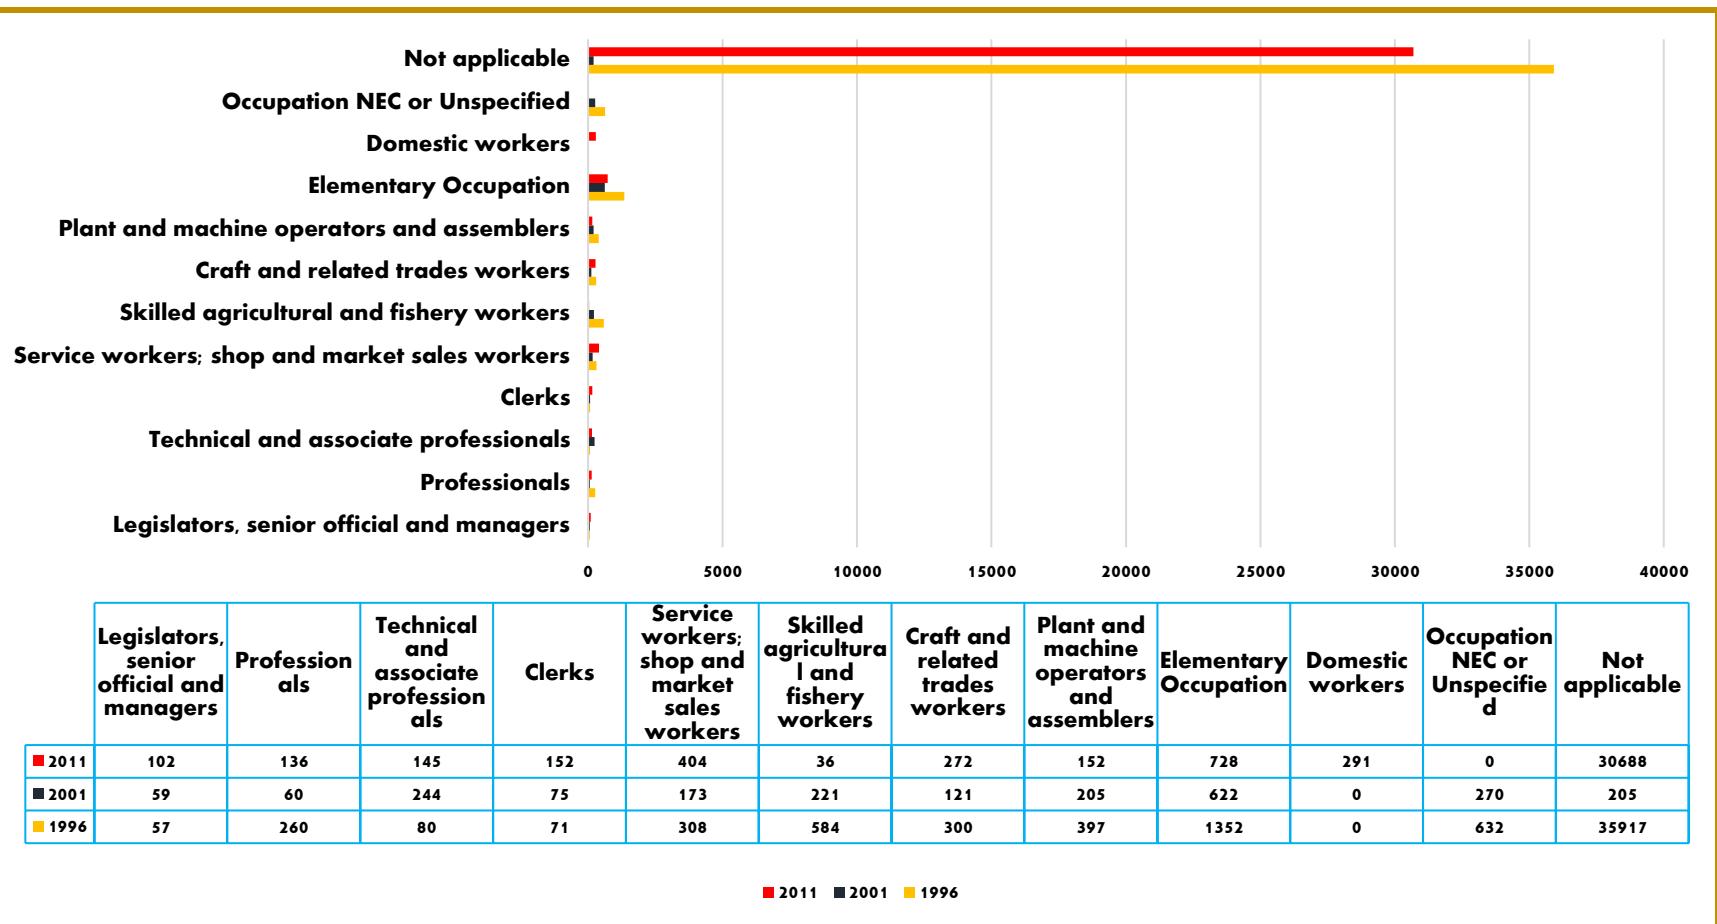 Not applicable
Occupation NEC or Unspecified
Domestic workers
Elementary Occupation
Plant and machine operators and assemblers
Craft and related trades workers
Skilled agricultural and fishery workers
Service workers; shop and market sales workers
Clerks
Technical and associate professionals
Professionals
Legislators, senior official and managers
0 5000 10000 15000 20000 25000 30000 35000 40000
Legislators,
senior
official and
managers
Profession
als
Technical
and
associate
profession
als
Clerks
Service
workers;
shop and
market
sales
workers
Skilled
agricultura
l and
fishery
workers
Craft and
related
trades
workers
Plant and
machine
operators
and
assemblers
Elementary
Occupation
Domestic
workers
Occupation
NEC or
Unspecifie
d
Not
applicable
2011 102 136 145 152 404 36 272 152 728 291 0 30688
2001 59 60 244 75 173 221 121 205 622 0 270 205
1996 57 260 80 71 308 584 300 397 1352 0 632 35917
2011 2001 1996